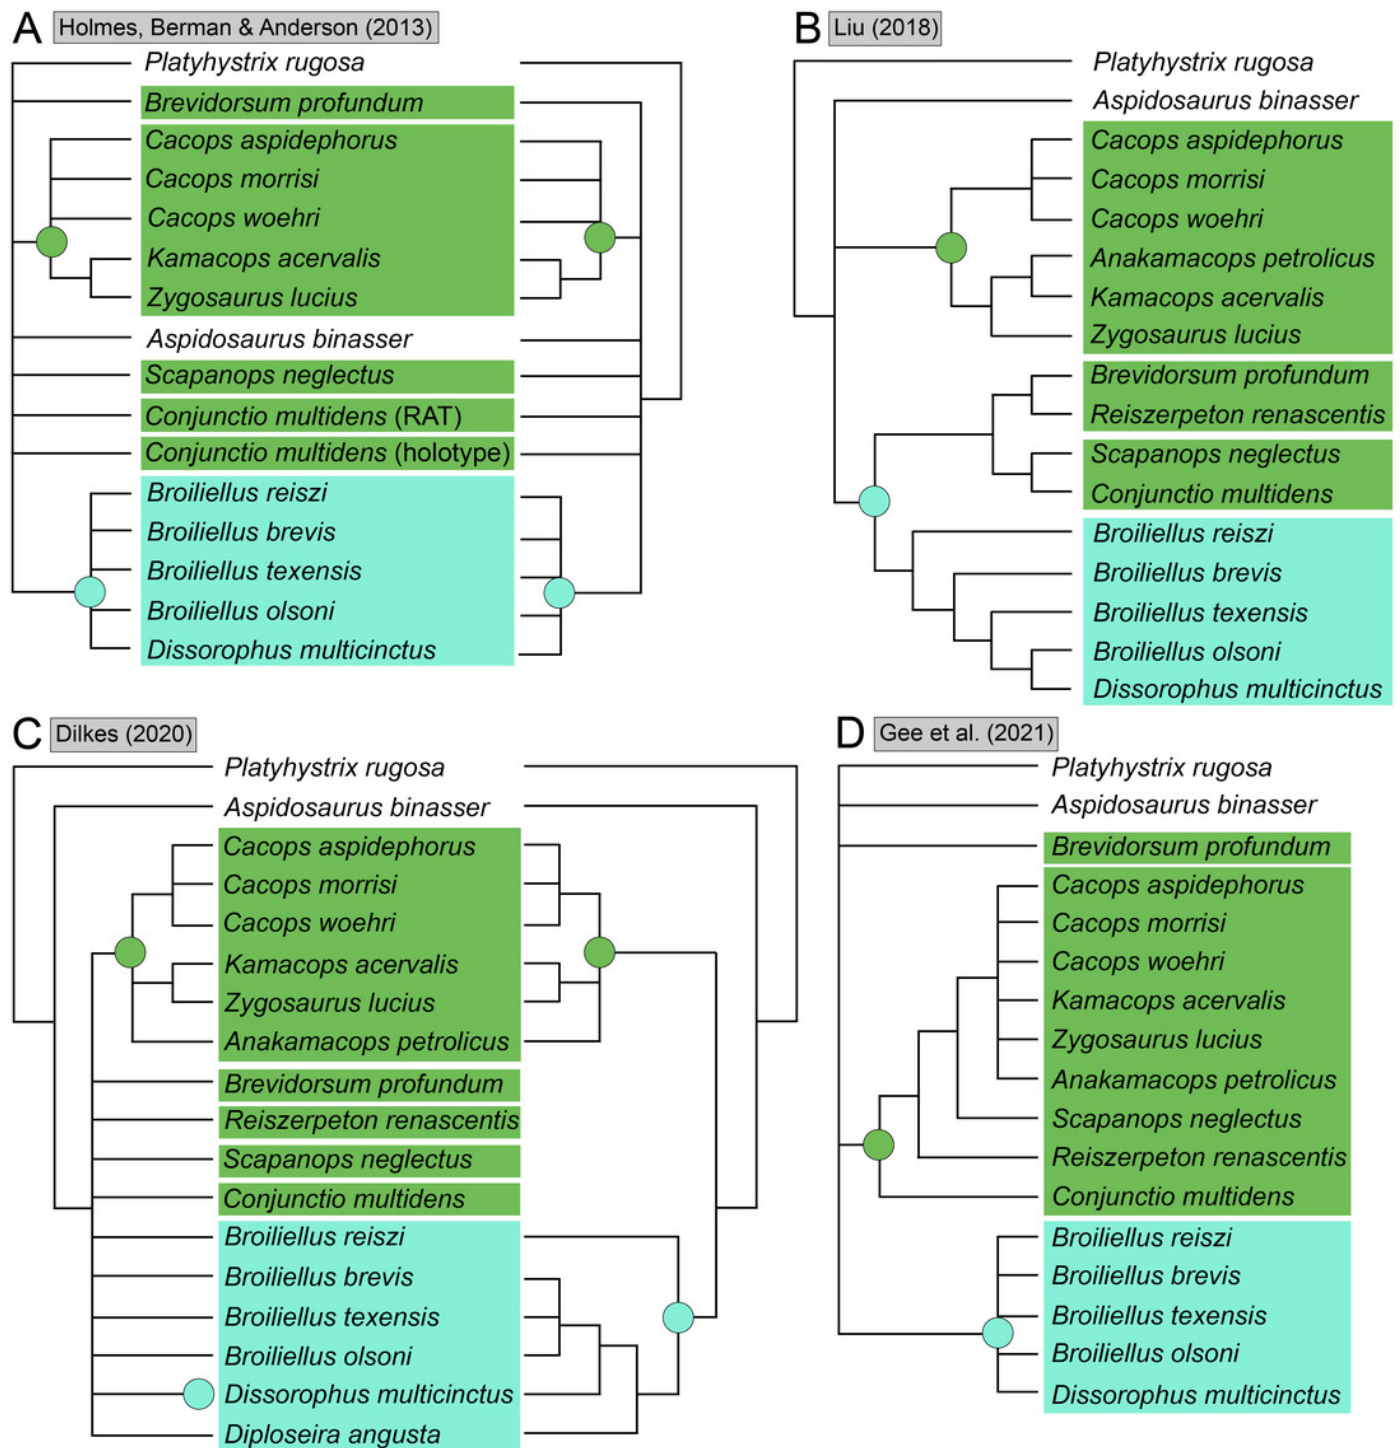 A Holmes, Berman & Anderson (2013)
Platyhystrix rugosa
Brevidorsum profundum
Cacops aspidephorus
Cacops morrisi
Cacops woehri
Kamacops acervalis
Zygosaurus lucius
Aspidosaurus binasser
Scapanops neglectus
Conjunctio multidens (RAT)
Conjunctio multidens (holotype)
Broiliellus reiszi
Broiliellus brevis
Broiliellus texensis
Broiliellus olsoni
Dissorophus multicinctus
B Liu (2018)
Platyhystrix rugosa
Aspidosaurus binasser
Cacops aspidephorus
Cacops morrisi
Cacops woehri
Anakamacops petrolicus
Kamacops acervalis
Zygosaurus lucius
Brevidorsum profundum
Reiszerpeton renascentis
Scapanops neglectus
Conjunctio multidens
Broiliellus reiszi
Broiliellus brevis
Broiliellus texensis
Broiliellus olsoni
Dissorophus multicinctus
C Dilkes (2020)
Platyhystrix rugosa
Aspidosaurus binasser
Cacops aspidephorus
Cacops morrisi
Cacops woehri
Kamacops acervalis
Zygosaurus lucius
Anakamacops petrolicus
Brevidorsum profundum
Reiszerpeton renascentis
Scapanops neglectus
Conjunctio multidens
Broiliellus reiszi
Broiliellus brevis
Broiliellus texensis
Broiliellus olsoni
Dissorophus multicinctus
Diploseira angusta
D Gee et al. (2021)
Platyhystrix rugosa
Aspidosaurus binasser
Brevidorsum profundum
Cacops aspidephorus
Cacops morrisi
Cacops woehri
Kamacops acervalis
Zygosaurus lucius
Anakamacops petrolicus
Scapanops neglectus
Reiszerpeton renascentis
Conjunctio multidens
Broiliellus reiszi
Broiliellus brevis
Broiliellus texensis
Broiliellus olsoni
Dissorophus multicinctus